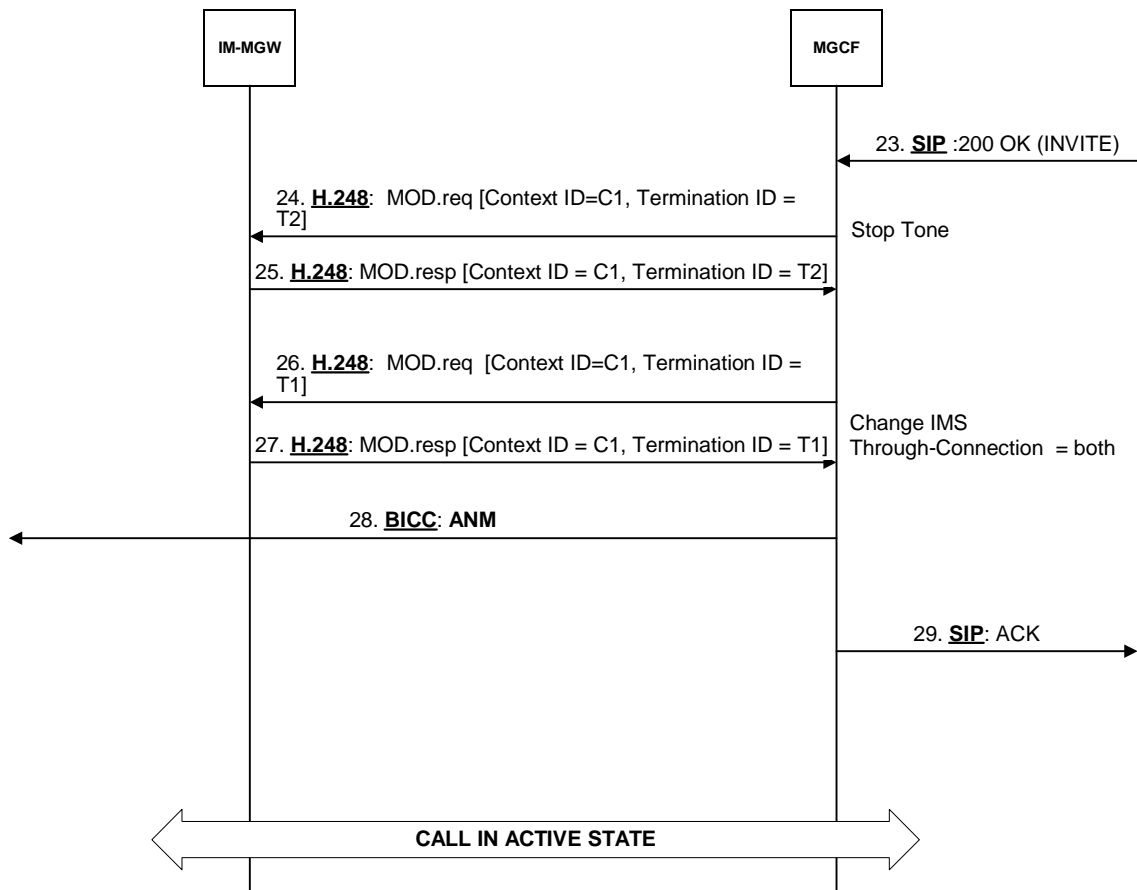 IM-MGW
MGCF
23. SIP :200 OK (INVITE)
24. H.248:  MOD.req [Context ID=C1, Termination ID =
T2]
Stop Tone
25. H.248: MOD.resp [Context ID = C1, Termination ID = T2]
26. H.248:  MOD.req  [Context ID=C1, Termination ID =
T1]
Change IMS
Through-Connection  = both
27. H.248: MOD.resp [Context ID = C1, Termination ID = T1]
28. BICC: ANM
29. SIP: ACK
CALL IN ACTIVE STATE